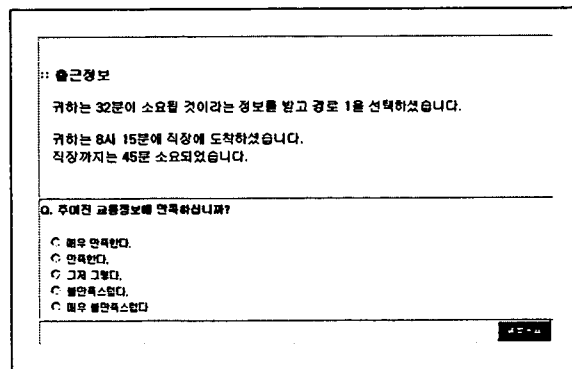 :: 출근정보
귀하는 32분이 소요될 것이라는 정보를 받고 경로 1을 선택하셨습니다.
귀하는 8시 15분에 직장에 도착하셨습니다.
직장까지는 45분 소요되었습니다.
Q. 주어진 교통정보에 만족하십니까?
매우 만족한다.
만족한다.
그저 그렇다.
불만족스럽다.
매우 불만족스럽다